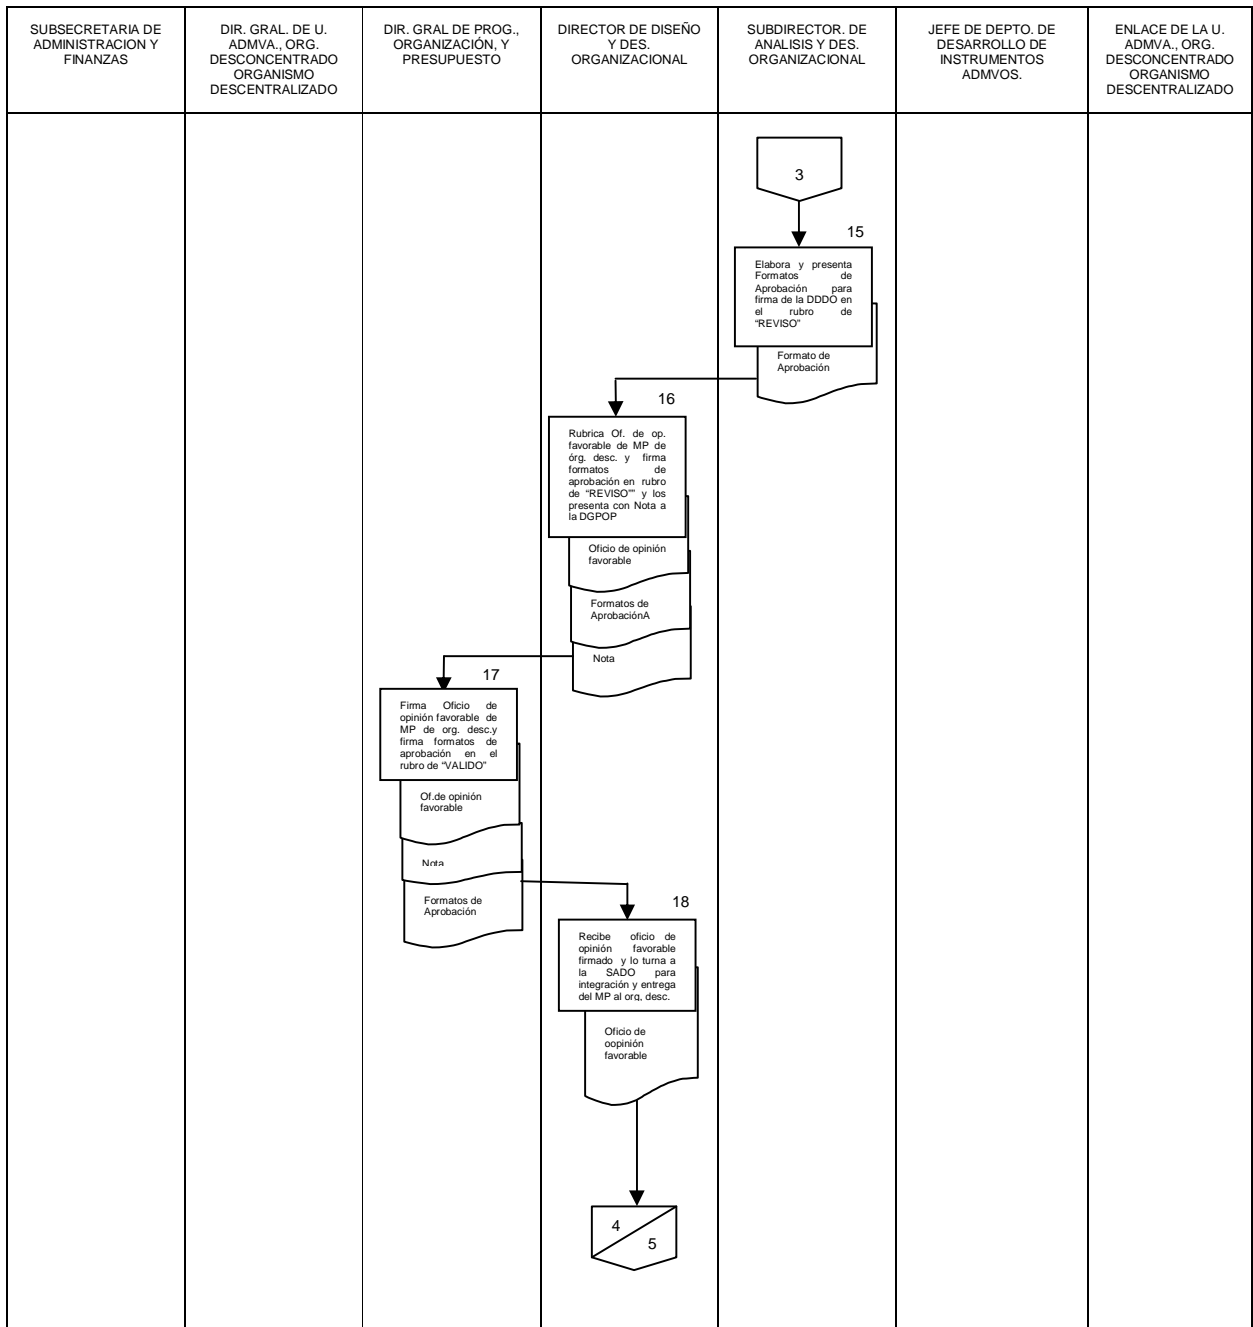 SUBSECRETARIA DE
ADMINISTRACION Y
FINANZAS
DIR. GRAL. DE U.
ADMVA., ORG.
DESCONCENTRADO
ORGANISMO
DESCENTRALIZADO
DIR. GRAL DE PROG.,
ORGANIZACIÓN, Y
PRESUPUESTO
DIRECTOR DE DISEÑO
Y DES.
ORGANIZACIONAL
SUBDIRECTOR. DE
ANALISIS Y DES.
ORGANIZACIONAL
JEFE DE DEPTO. DE
DESARROLLO DE
INSTRUMENTOS
ADMVOS.
ENLACE DE LA U.
ADMVA., ORG.
DESCONCENTRADO
ORGANISMO
DESCENTRALIZADO
3
15
Elabora y presenta
Formatos de
Aprobación para
firma de la DDDO en
el rubro de
“REVISO”
Formato de
Aprobación
16
Rubrica Of. de op.
favorable de MP de
órg. desc. y firma
formatos de
aprobación en rubro
de “REVISO”” y los
presenta con Nota a
la DGPOP
Oficio de opinión
favorable
Formatos de
AprobaciónA
Nota
17
Firma Oficio de
opinión favorable de
MP de org. desc.y
firma formatos de
aprobación en el
rubro de “VALIDO”
Of.de opinión
favorable
Nota
Formatos de
Aprobación
18
Recibe oficio de
opinión favorable
firmado y lo turna a
la SADO para
integración y entrega
del MP al org, desc.
Oficio de
oopinión
favorable
4
5